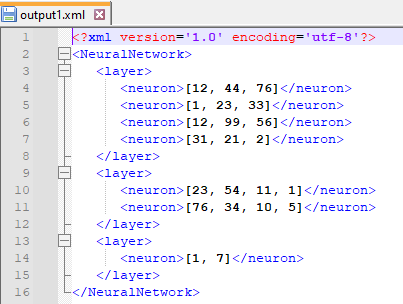 output1.xml
1 <?xml version='1.0' encoding='utf-8'?>
2 <NeuralNetwork>
3 <layer>
4 <neuron>[12, 44, 76]</neuron>
5 <neuron>[1, 23, 33]</neuron>
6 <neuron>[12, 99, 56]</neuron>
7 <neuron>[31, 21, 2]</neuron>
8 </layer>
9 <layer>
10 <neuron>[23, 54, 11, 1]</neuron>
11 <neuron>[76, 34, 10, 5]</neuron>
12 </layer>
13 <layer>
14 <neuron>[1, 7]</neuron>
15 </layer>
16 </NeuralNetwork>